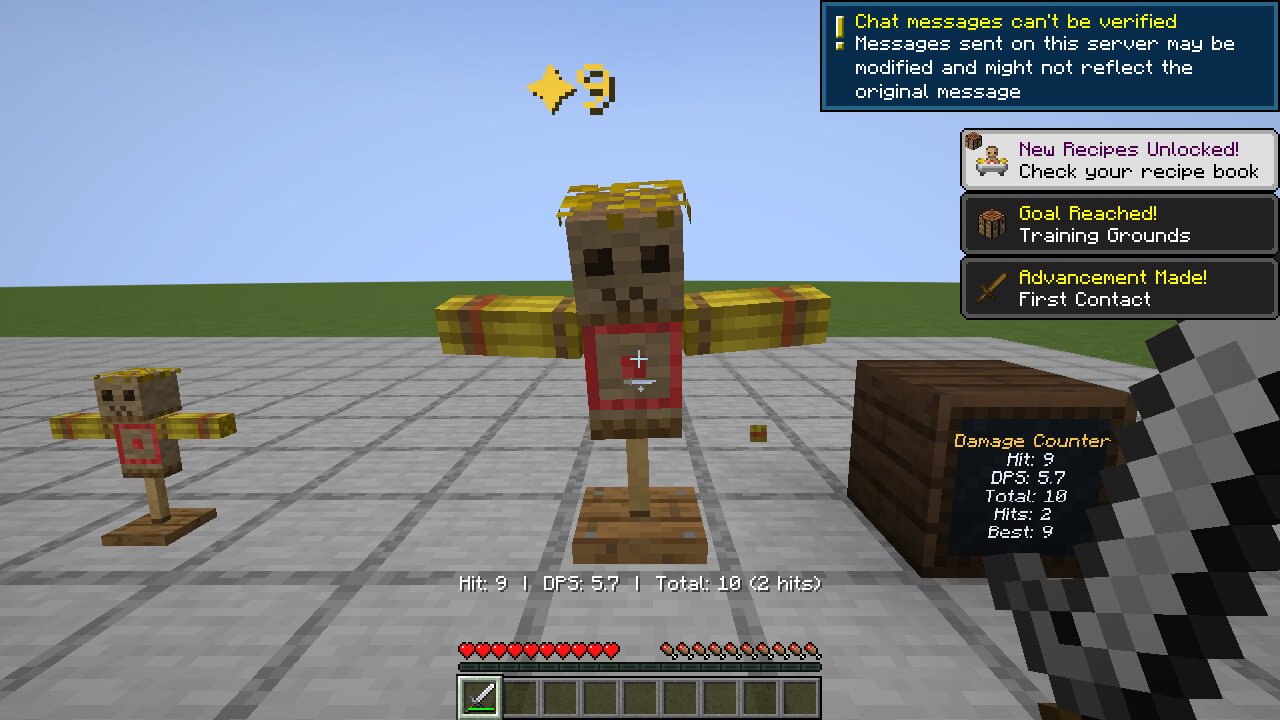 Chat messages can't be verified
Messages sent on this server may be
modified and might not reflect the
original message
9
New Recipes Unlocked!
Check your recipe book
Goal Reached!
Training Grounds
Advancement Made!
First Contact
Damage Counter
Hit: 9
DPS: 5.7
Total: 10
Hits: 2
Best: 9
Hit: 9 | DPS: 5.7 | Total: 10 (2 hits)